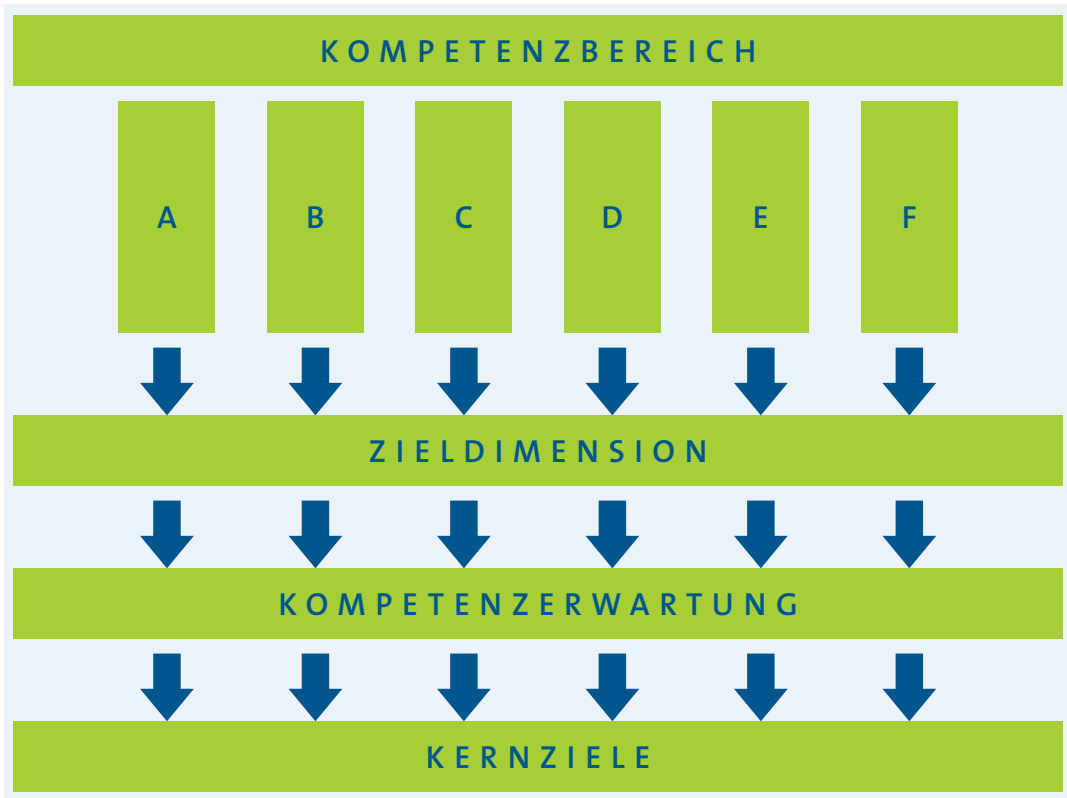 KOMPETENZBEREICH
A B C D E F
ZIELDIMENSION
KOMPETENZERWARTUNG
KERNZIELE